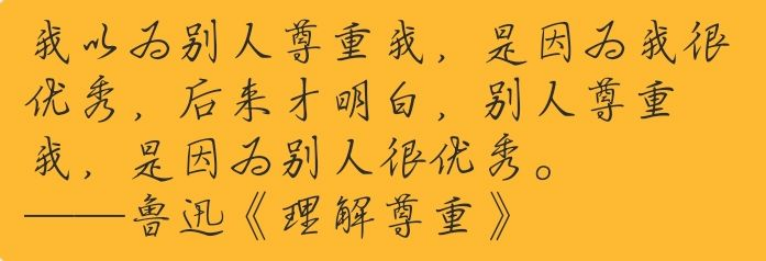 我以为别人尊重我，是因为我很
优秀，后来才明白，别人尊重
我，是因为别人很优秀。
——鲁迅《理解尊重》